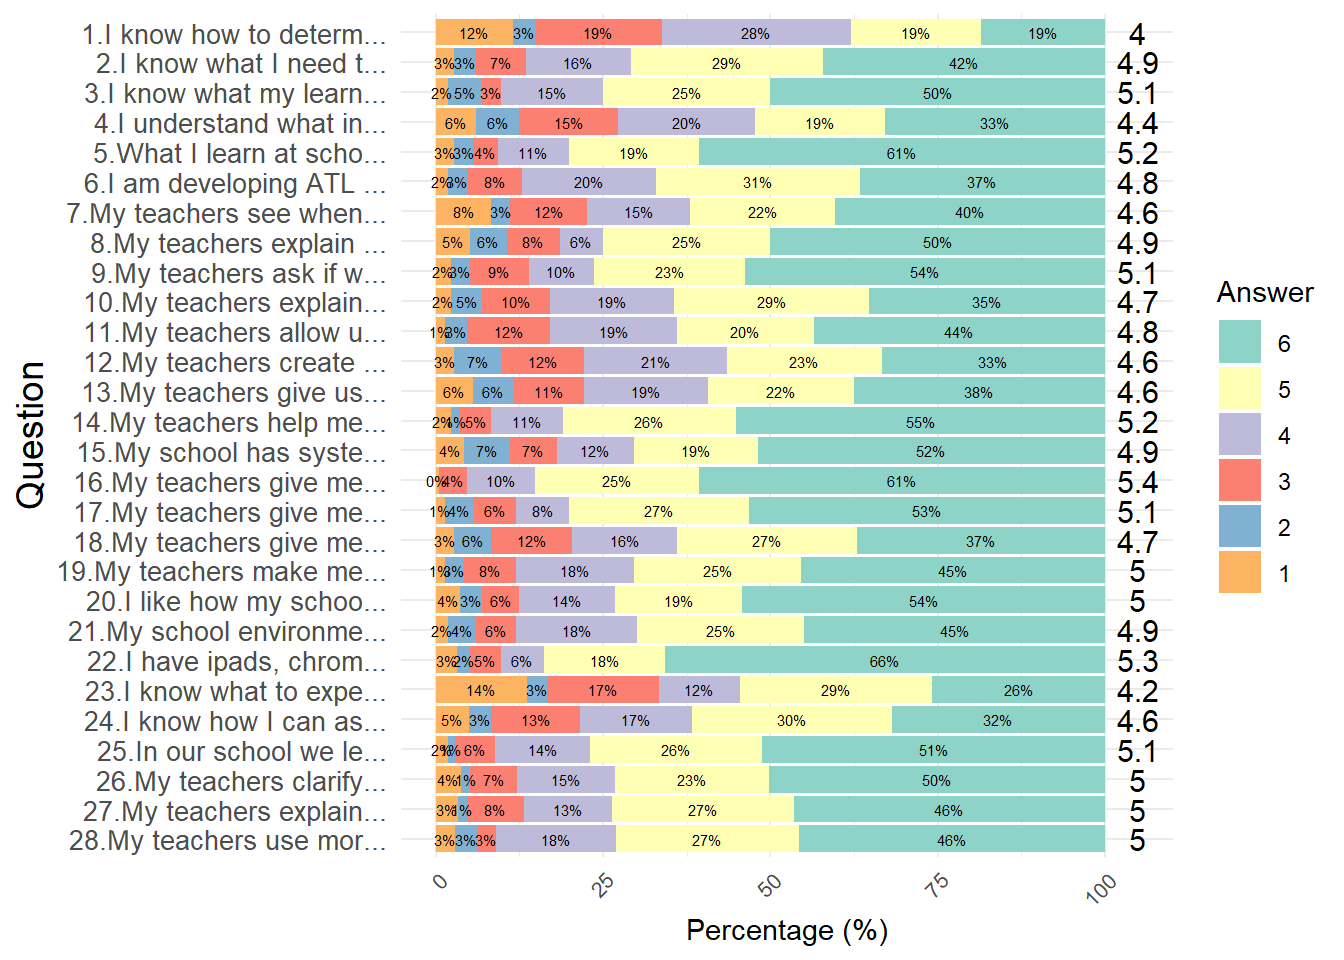 1.I know how to determ... 12% 3% 19% 28% 19% 19% 4
2.I know what I need t... 3% 3% 7% 16% 29% 42% 4.9
3.I know what my learn... 2% 5% 3% 15% 25% 50% 5.1
4.I understand what in... 6% 6% 15% 20% 19% 33% 4.4
5.What I learn at scho... 3% 3% 4% 11% 19% 61% 5.2
6.I am developing ATL ... 2% 3% 8% 20% 31% 37% 4.8
7.My teachers see when... 8% 3% 12% 15% 22% 40% 4.6
8.My teachers explain ... 5% 6% 8% 6% 25% 50% 4.9
9.My teachers ask if w... 2% 3% 9% 10% 23% 54% 5.1
10.My teachers explain... 2% 5% 10% 19% 29% 35% 4.7
11.My teachers allow u... 1% 3% 12% 19% 20% 44% 4.8
12.My teachers create ... 3% 7% 12% 21% 23% 33% 4.6
13.My teachers give us... 6% 6% 11% 19% 22% 38% 4.6
14.My teachers help me... 2% 1% 5% 11% 26% 55% 5.2
15.My school has syste... 4% 7% 7% 12% 19% 52% 4.9
16.My teachers give me... 0% 4% 10% 25% 61% 5.4
17.My teachers give me... 1% 4% 6% 8% 27% 53% 5.1
18.My teachers give me... 3% 6% 12% 16% 27% 37% 4.7
19.My teachers make me... 1% 3% 8% 18% 25% 45% 5
20.I like how my schoo... 4% 3% 6% 14% 19% 54% 5
21.My school environme... 2% 4% 6% 18% 25% 45% 4.9
22.I have ipads, chrom... 3% 2% 5% 6% 18% 66% 5.3
23.I know what to expe... 14% 3% 17% 12% 29% 26% 4.2
24.I know how I can as... 5% 3% 13% 17% 30% 32% 4.6
25.In our school we le... 2% 1% 6% 14% 26% 51% 5.1
26.My teachers clarify... 4% 1% 7% 15% 23% 50% 5
27.My teachers explain... 3% 1% 8% 13% 27% 46% 5
28.My teachers use mor... 3% 3% 3% 18% 27% 46% 5
0 25 50 75 100
Percentage (%)
Question
Answer
6
5
4
3
2
1